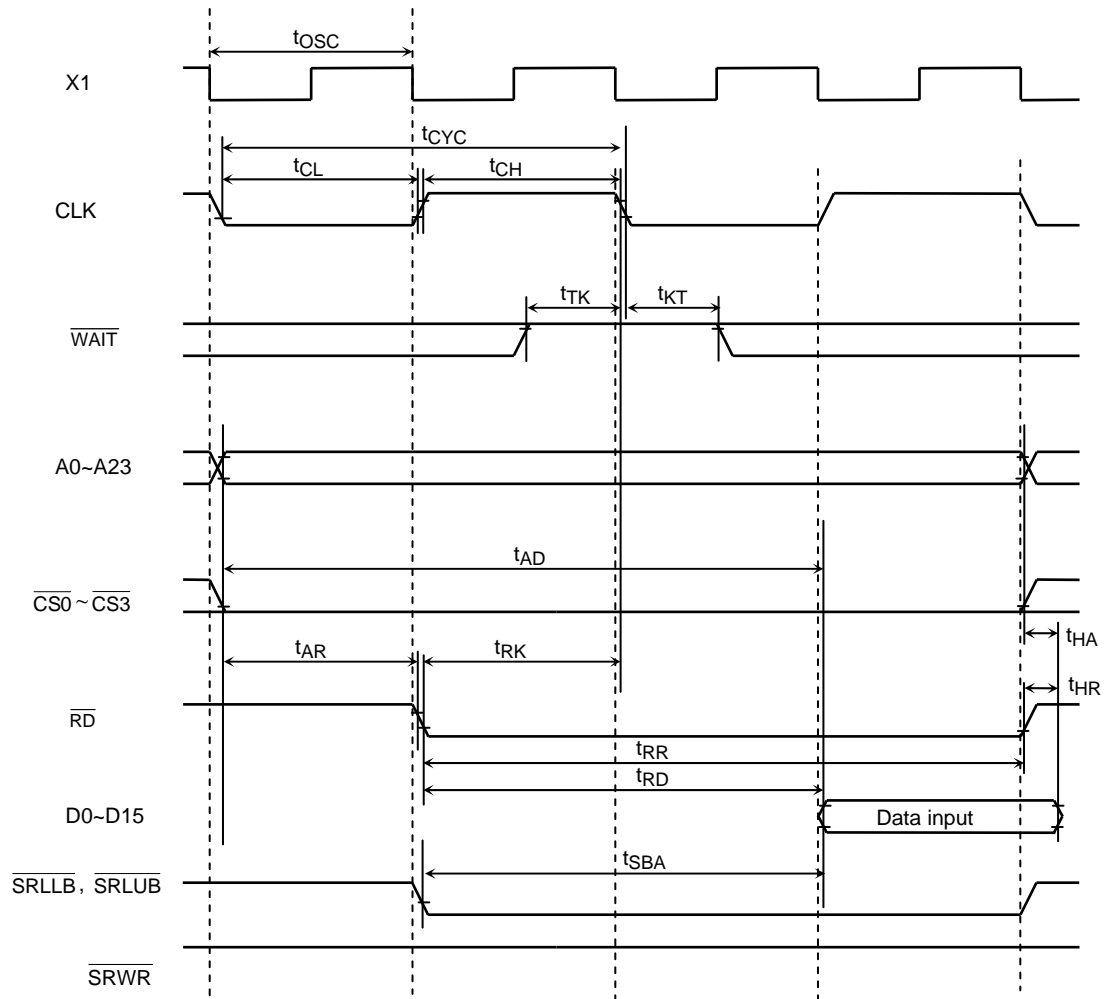 tOSC
X1
tCYC
tCL
tCH
CLK
tTK
tKT
WAIT
A0~A23
tAD
CS0~CS3
tHA
tAR
tRK
tHR
RD
tRR
tRD
D0~D15
Data input
tSBA
SRLLB, SRLUB
SRWR